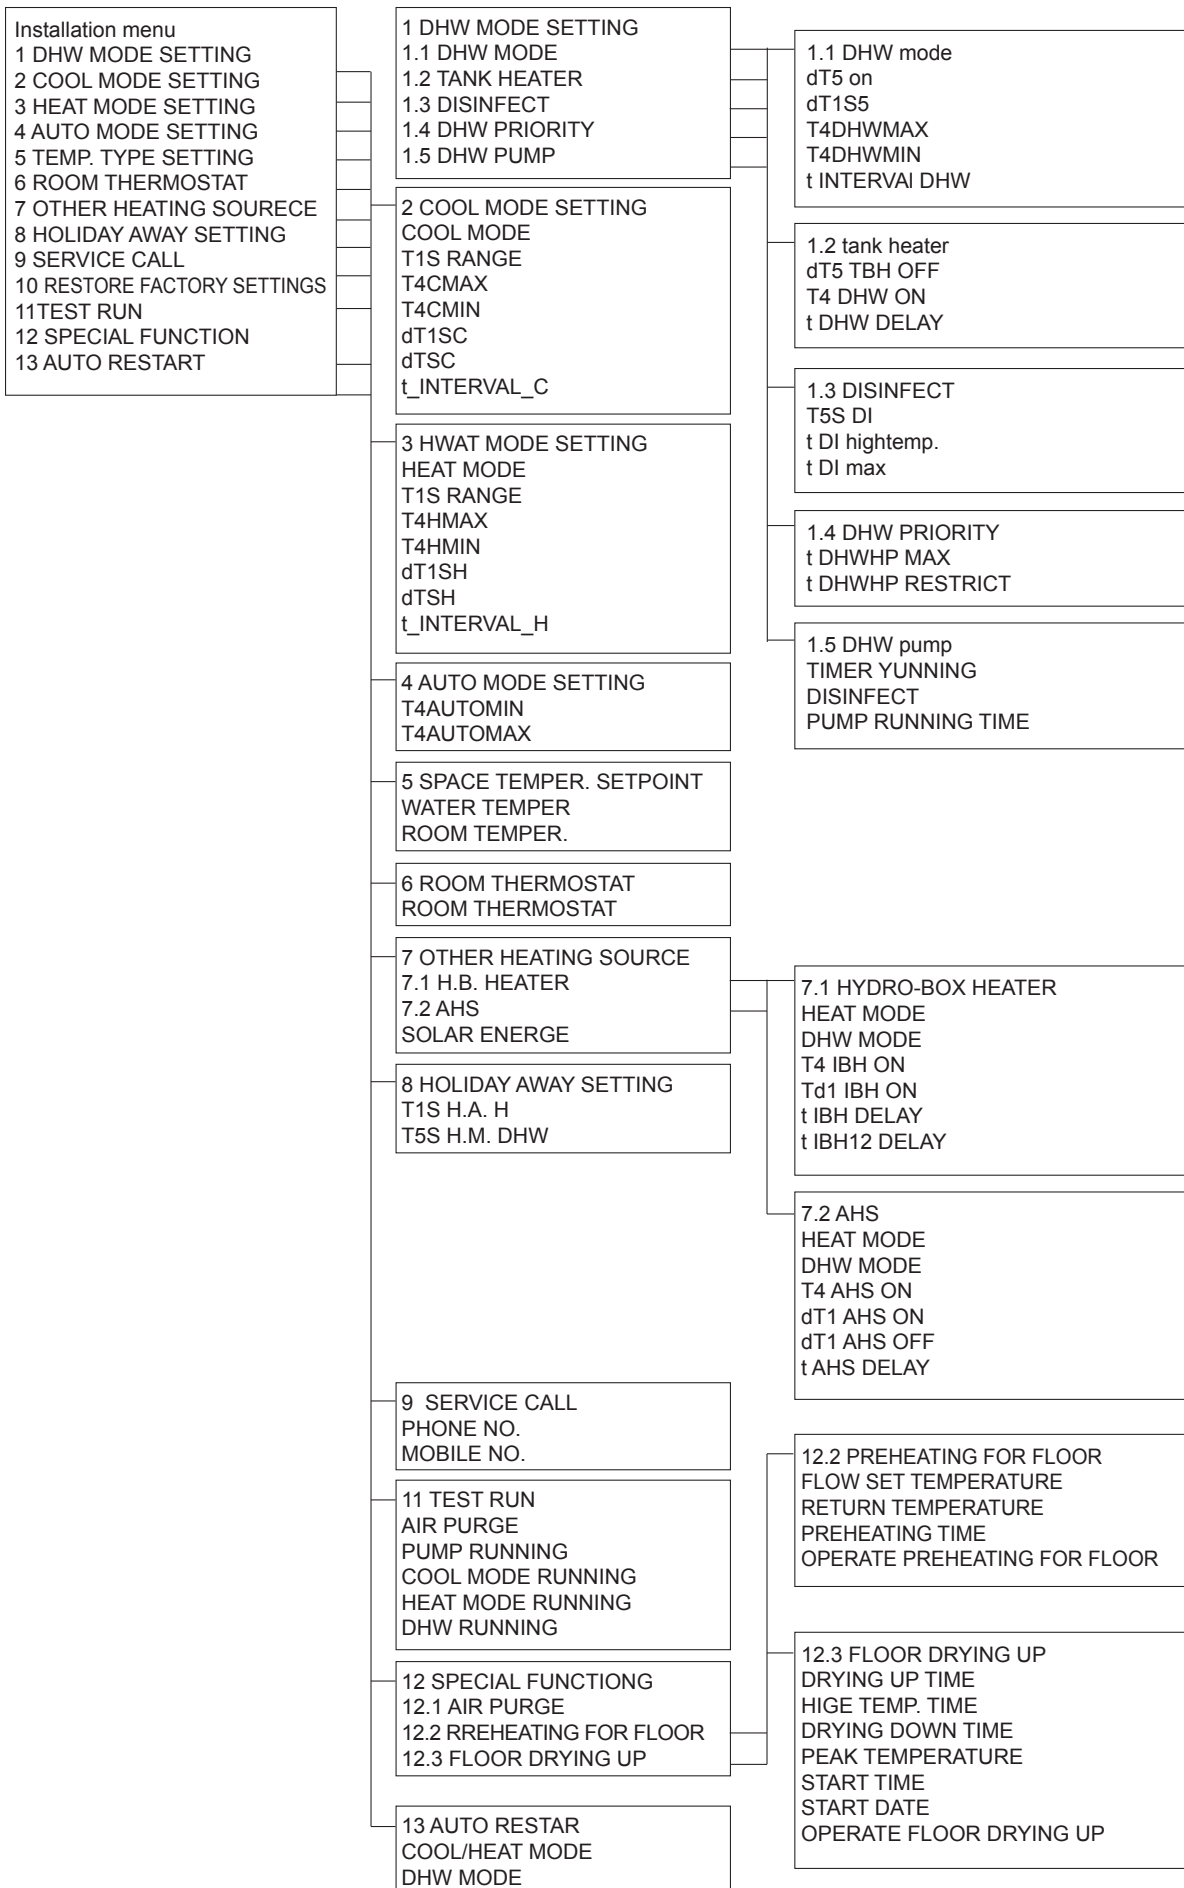 Installation menu
1 DHW MODE SETTING
2 COOL MODE SETTING
3 HEAT MODE SETTING
4 AUTO MODE SETTING
5 TEMP. TYPE SETTING
6 ROOM THERMOSTAT
7 OTHER HEATING SOURECE
8 HOLIDAY AWAY SETTING
9 SERVICE CALL
10 RESTORE FACTORY SETTINGS
11TEST RUN
12 SPECIAL FUNCTION
13 AUTO RESTART
1 DHW MODE SETTING
1.1 DHW MODE
1.2 TANK HEATER
1.3 DISINFECT
1.4 DHW PRIORITY
1.5 DHW PUMP
2 COOL MODE SETTING
COOL MODE
T1S RANGE
T4CMAX
T4CMIN
dT1SC
dTSC
t_INTERVAL_C
3 HWAT MODE SETTING
HEAT MODE
T1S RANGE
T4HMAX
T4HMIN
dT1SH
dTSH
t_INTERVAL_H
4 AUTO MODE SETTING
T4AUTOMIN
T4AUTOMAX
5 SPACE TEMPER. SETPOINT
WATER TEMPER
ROOM TEMPER.
6 ROOM THERMOSTAT
ROOM THERMOSTAT
7 OTHER HEATING SOURCE
7.1 H.B. HEATER
7.2 AHS
SOLAR ENERGE
8 HOLIDAY AWAY SETTING
T1S H.A. H
T5S H.M. DHW
9  SERVICE CALL
PHONE NO.
MOBILE NO.
11 TEST RUN
AIR PURGE
PUMP RUNNING
COOL MODE RUNNING
HEAT MODE RUNNING
DHW RUNNING
12 SPECIAL FUNCTIONG
12.1 AIR PURGE
12.2 RREHEATING FOR FLOOR
12.3 FLOOR DRYING UP
13 AUTO RESTAR
COOL/HEAT MODE
DHW MODE
1.1 DHW mode
dT5 on
dT1S5
T4DHWMAX
T4DHWMIN
t INTERVAl DHW
1.2 tank heater
dT5 TBH OFF
T4 DHW ON
t DHW DELAY
1.3 DISINFECT
T5S DI
t DI hightemp.
t DI max
1.4 DHW PRIORITY
t DHWHP MAX
t DHWHP RESTRICT
1.5 DHW pump
TIMER YUNNING
DISINFECT
PUMP RUNNING TIME
7.1 HYDRO-BOX HEATER
HEAT MODE
DHW MODE
T4 IBH ON
Td1 IBH ON
t IBH DELAY
t IBH12 DELAY
7.2 AHS
HEAT MODE
DHW MODE
T4 AHS ON
dT1 AHS ON
dT1 AHS OFF
t AHS DELAY
12.2 PREHEATING FOR FLOOR
FLOW SET TEMPERATURE
RETURN TEMPERATURE
PREHEATING TIME
OPERATE PREHEATING FOR FLOOR
12.3 FLOOR DRYING UP
DRYING UP TIME
HIGE TEMP. TIME
DRYING DOWN TIME
PEAK TEMPERATURE
START TIME
START DATE
OPERATE FLOOR DRYING UP